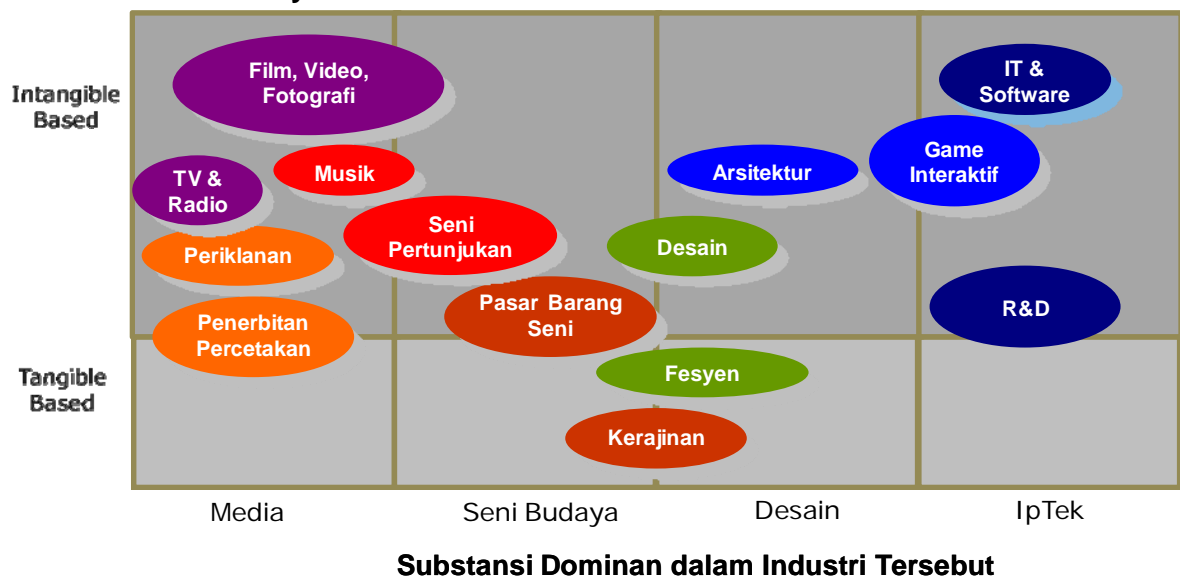 Film, Video,
Fotografi
IT &
Software
Intangible
Based
Game
Interaktif
Musik
Arsitektur
TV &
Radio
Seni
Pertunjukan
Desain
Periklanan
Pasar Barang
Seni
R&D
Penerbitan
Percetakan
Tangible
Based
Fesyen
Kerajinan
Media
Seni Budaya
Desain
IpTek
Substansi Dominan dalam Industri Tersebut